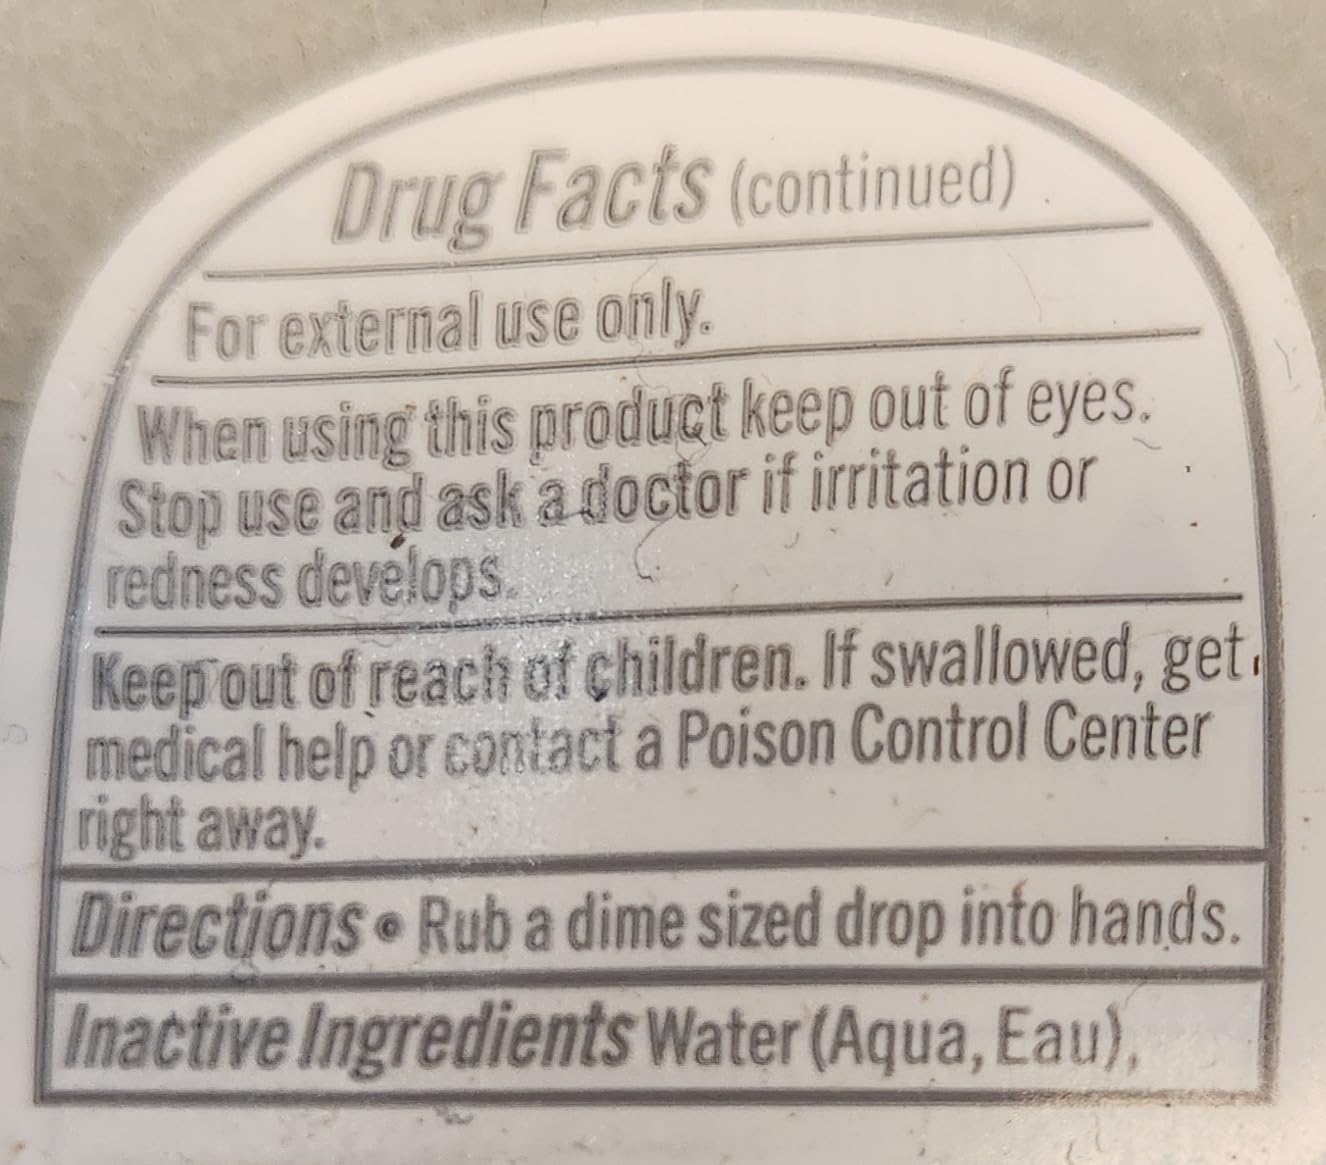 Drug Facts (continued)
For external use only.
When using this product keep out of eyes.
Stop use and ask a doctor if irritation or
redness develops.
Keep out of reach of children. If swallowed, get
medical help or contact a Poison Control Center
right away.
Directions • Rub a dime sized drop into hands.
Inactive Ingredients Water (Aqua, Eau),